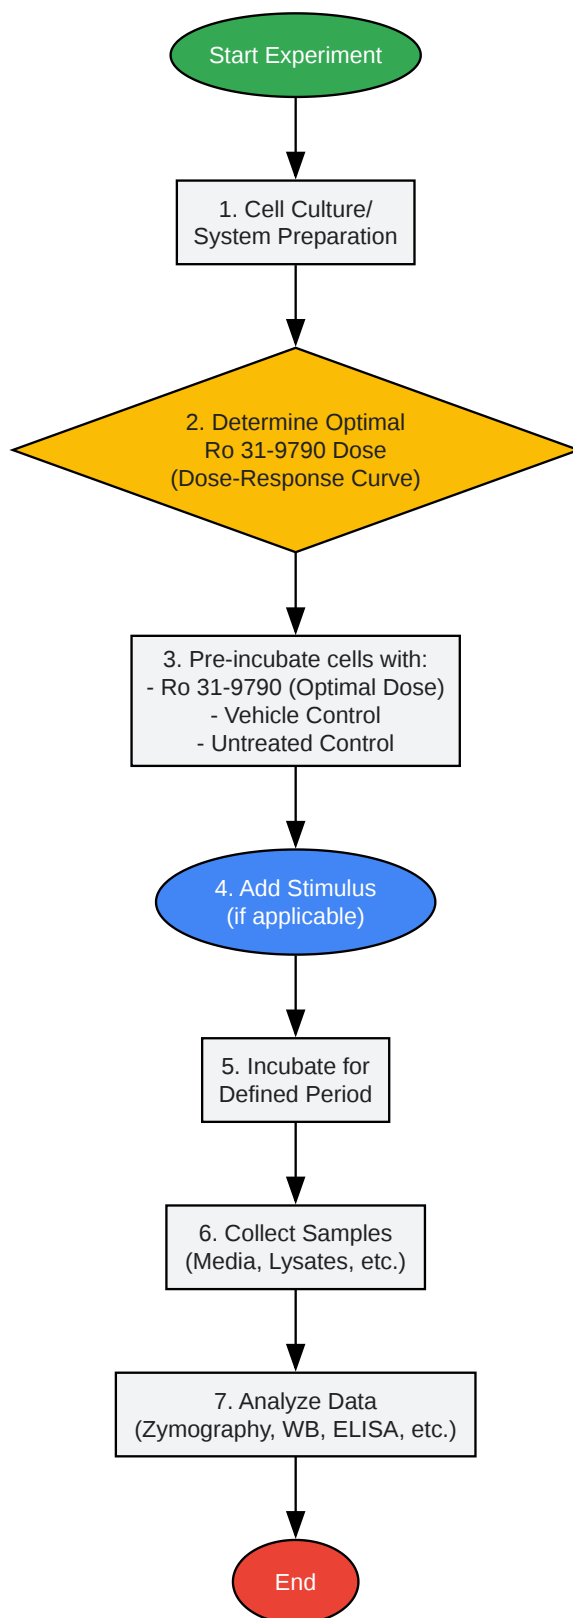 Start Experiment
1. Cell Culture/
System Preparation
2. Determine Optimal
Ro 31-9790 Dose
(Dose-Response Curve)
3. Pre-incubate cells with:
- Ro 31-9790 (Optimal Dose)
- Vehicle Control
- Untreated Control
4. Add Stimulus
(if applicable)
5. Incubate for
Defined Period
6. Collect Samples
(Media, Lysates, etc.)
7. Analyze Data
(Zymography, WB, ELISA, etc.)
End